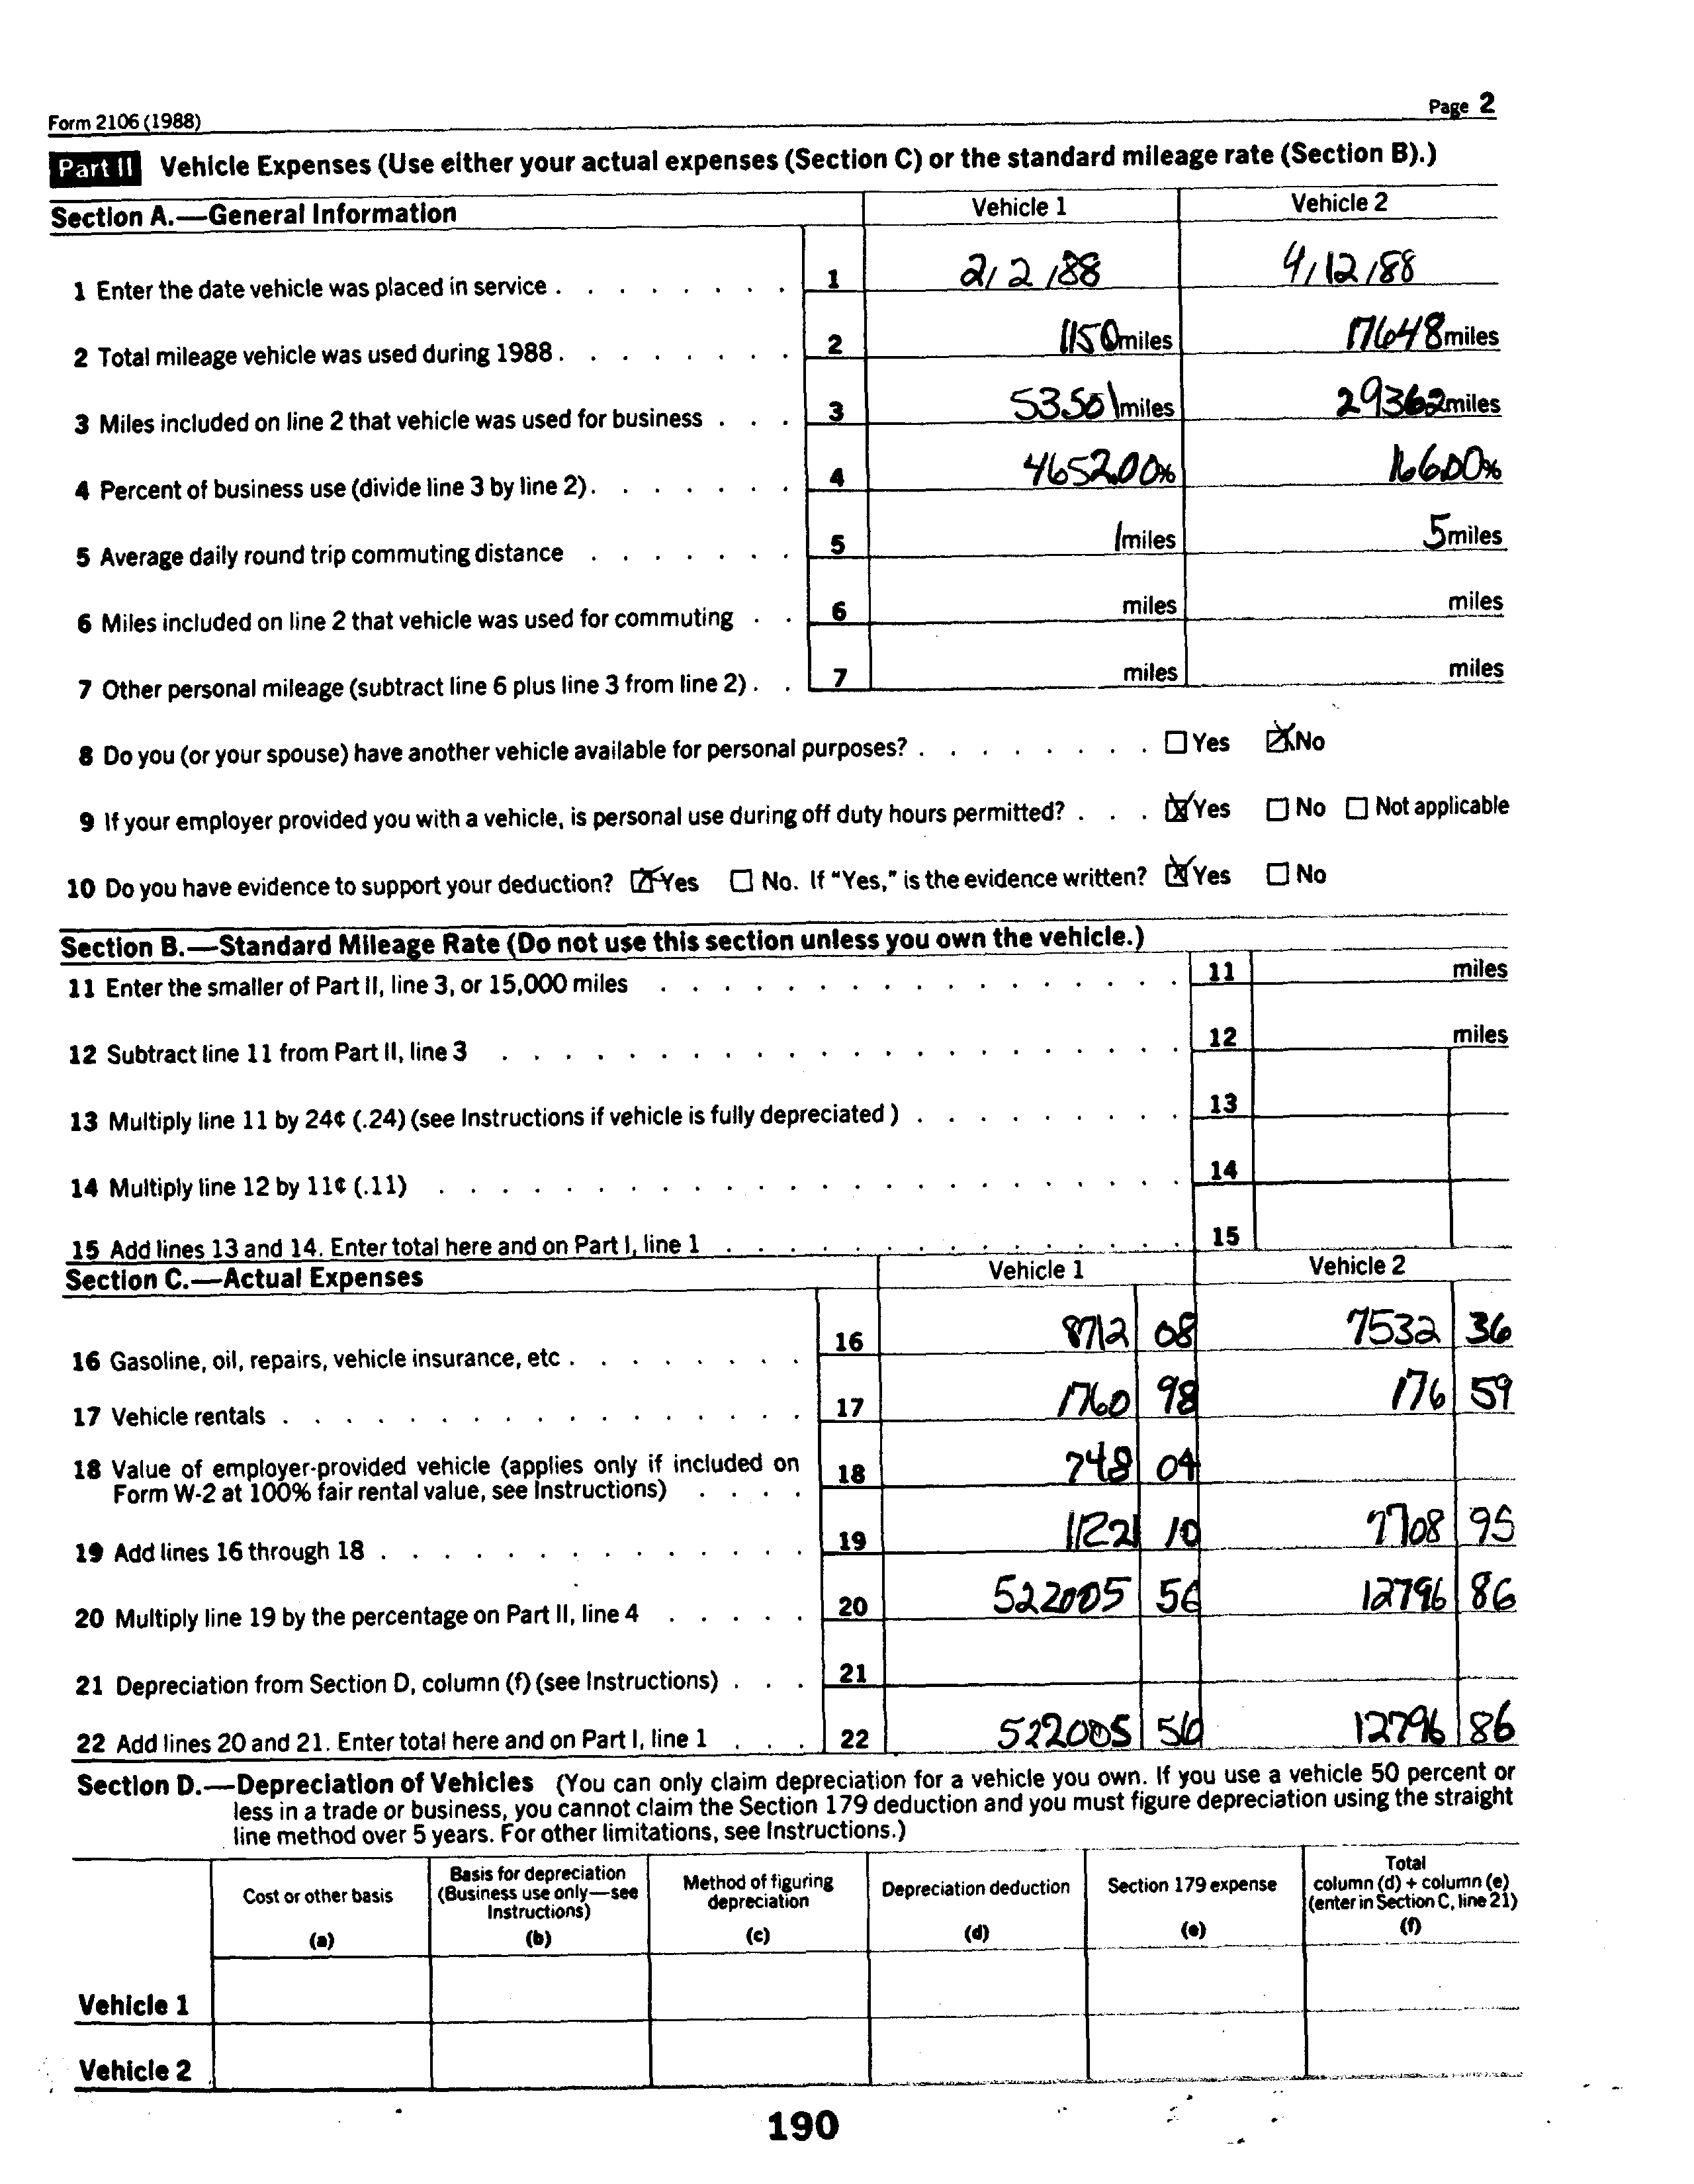 Form 2106 (1988)
Page 2
Part II Vehicle Expenses (Use either your actual expenses (Section C) or the standard mileage rate (Section B).)
Section A.—General Information Vehicle 1 Vehicle 2
1 Enter the date vehicle was placed in service . . . . . . . . 1 2/ 2 /88 4/12/88
2 Total mileage vehicle was used during 1988 . . . . . . . . 2 1150 miles 17648 miles
3 Miles included on line 2 that vehicle was used for business . . . 3 53501 miles 29362 miles
4 Percent of business use (divide line 3 by line 2) . . . . . . . 4 4652.00% 166.00%
5 Average daily round trip commuting distance . . . . . . . 5 1 miles 5 miles
6 Miles included on line 2 that vehicle was used for commuting . . 6 miles miles
7 Other personal mileage (subtract line 6 plus line 3 from line 2) . . 7 miles miles
8 Do you (or your spouse) have another vehicle available for personal purposes? . . . . . . . . ☐ Yes ☒ No
9 If your employer provided you with a vehicle, is personal use during off duty hours permitted? . . . ☒ Yes ☐ No ☐ Not applicable
10 Do you have evidence to support your deduction? ☒ Yes ☐ No. If "Yes," is the evidence written? ☒ Yes ☐ No
Section B.—Standard Mileage Rate (Do not use this section unless you own the vehicle.)
11 Enter the smaller of Part II, line 3, or 15,000 miles . . . . . . . . . . . . . . . . . 11 miles
12 Subtract line 11 from Part II, line 3 . . . . . . . . . . . . . . . . . . . . . . 12 miles
13 Multiply line 11 by 24¢ (.24) (see Instructions if vehicle is fully depreciated) . . . . . . . . . 13
14 Multiply line 12 by 11¢ (.11) . . . . . . . . . . . . . . . . . . . . . . . . 14
15 Add lines 13 and 14. Enter total here and on Part I, line 1 . . . . . . . . . . . . . . . 15
Section C.—Actual Expenses Vehicle 1 Vehicle 2
16 Gasoline, oil, repairs, vehicle insurance, etc . . . . . . . . 16 8712 08 7532 36
17 Vehicle rentals . . . . . . . . . . . . . . . . . 17 1760 98 176 59
18 Value of employer-provided vehicle (applies only if included on 18 748 04
Form W-2 at 100% fair rental value, see Instructions) . . . .
19 Add lines 16 through 18 . . . . . . . . . . . . . . 19 11221 10 7708 95
20 Multiply line 19 by the percentage on Part II, line 4 . . . . . 20 522005 56 12796 86
21 Depreciation from Section D, column (f) (see Instructions) . . . 21
22 Add lines 20 and 21. Enter total here and on Part I, line 1 . . . 22 522005 56 12796 86
Section D.—Depreciation of Vehicles (You can only claim depreciation for a vehicle you own. If you use a vehicle 50 percent or
less in a trade or business, you cannot claim the Section 179 deduction and you must figure depreciation using the straight
line method over 5 years. For other limitations, see Instructions.)
Cost or other basis
(a)
Basis for depreciation
(Business use only—see
Instructions)
(b)
Method of figuring
depreciation
(c)
Depreciation deduction
(d)
Section 179 expense
(e)
Total
column (d) + column (e)
(enter in Section C, line 21)
(f)
Vehicle 1
Vehicle 2
190